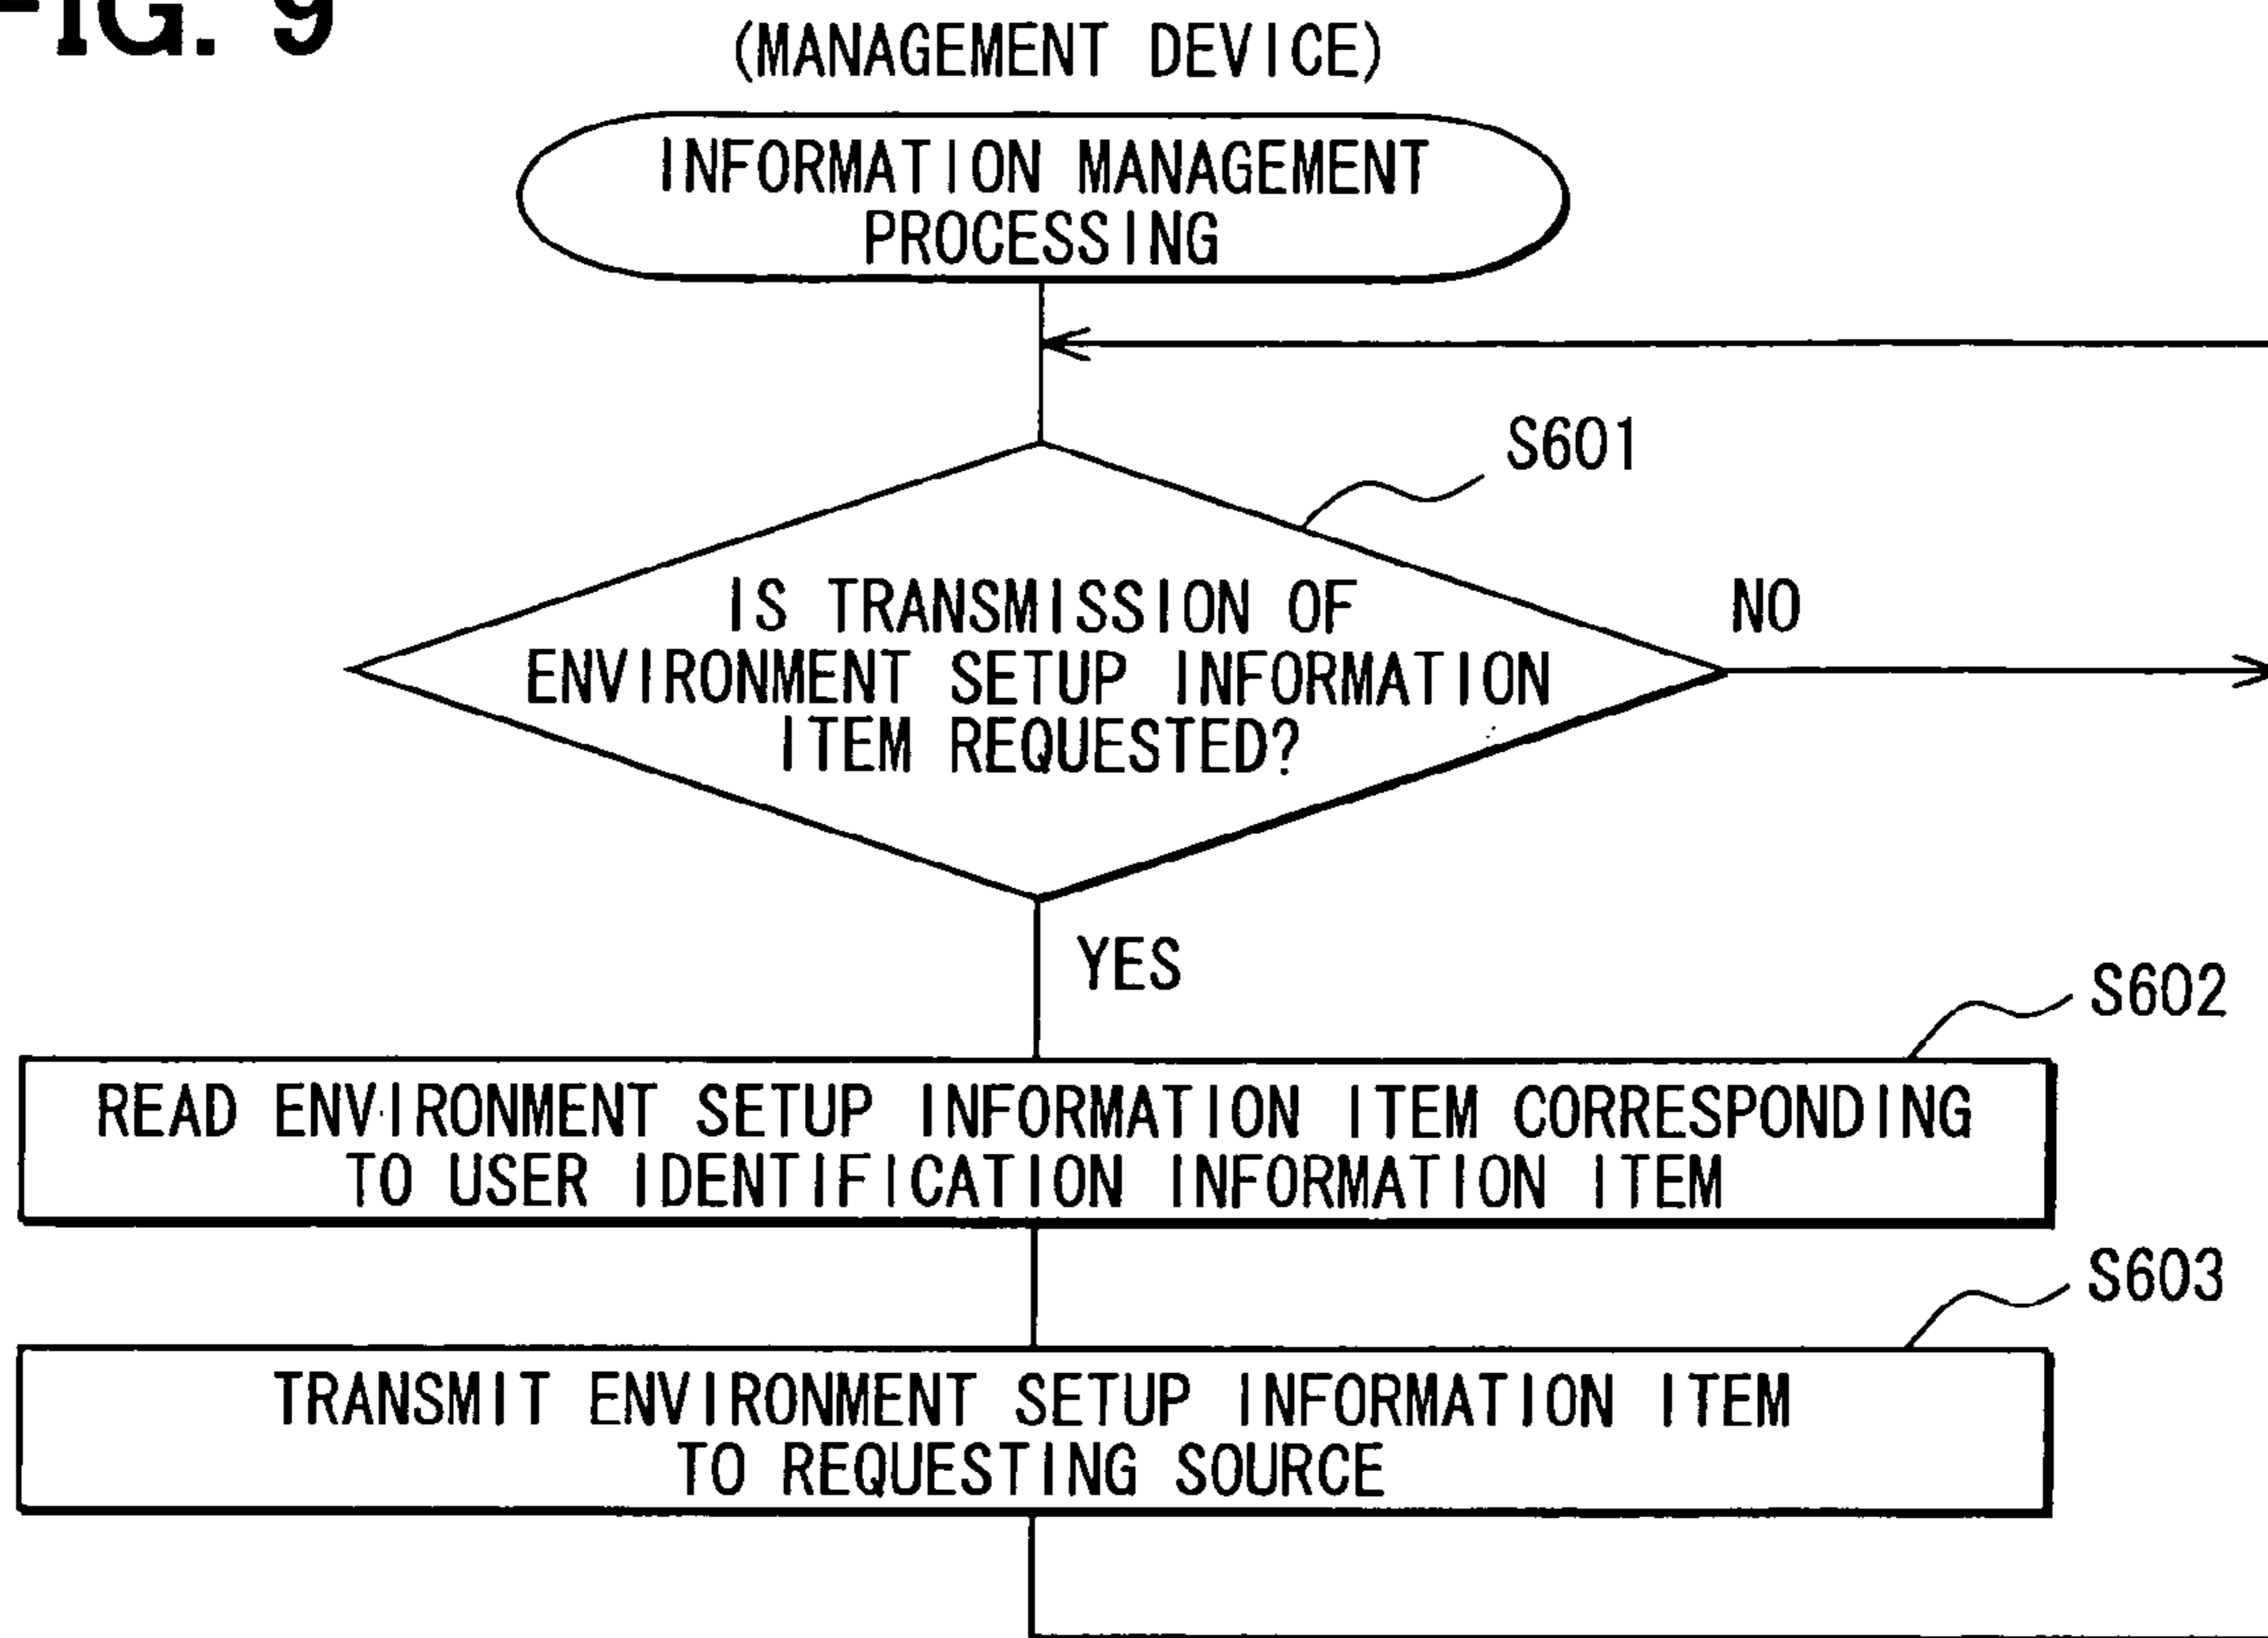 FIG. 9
(MANAGEMENT DEVICE)
INFORMATION MANAGEMENT
PROCESSING
S601
IS TRANSMISSION OF
ENVIRONMENT SETUP INFORMATION
ITEM REQUESTED?
NO
YES
S602
READ ENVIRONMENT SETUP INFORMATION ITEM CORRESPONDING
TO USER IDENTIFICATION INFORMATION ITEM
S603
TRANSMIT ENVIRONMENT SETUP INFORMATION ITEM
TO REQUESTING SOURCE